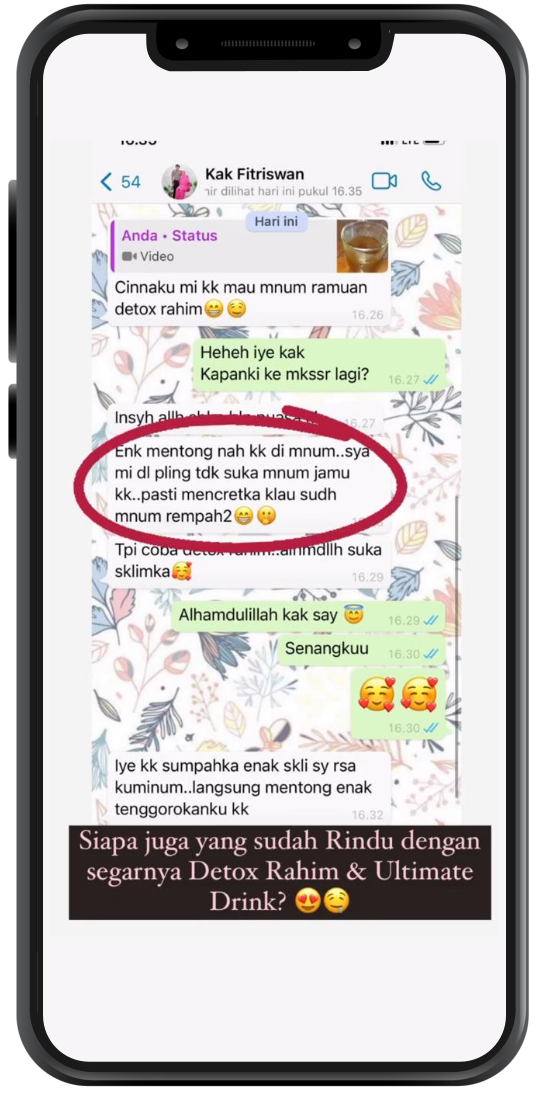 16.35
54
Kak Fitriswan
hir dilihat hari ini pukul 16.35
Hari ini
Anda • Status
Video
Cinnaku mi kk mau mnum ramuan
detox rahim😁🤤
16.26
Heheh iye kak
Kapanki ke mkssr lagi?
16.27
Insyh allh
16.27
Enk mentong nah kk di mnum..sya
mi dl pling tdk suka mnum jamu
kk..pasti mencretka klau sudh
mnum rempah2😁🫢
Tpi coba detox rahim..alhmdllh suka
sklimka🥰
16.29
Alhamdulillah kak say 😇
16.29
Senangkuu
16.30
🥰🥰
16.30
Iye kk sumpahka enak skli sy rsa
kuminum..langsung mentong enak
tenggorokanku kk
16.32
Siapa juga yang sudah Rindu dengan
segarnya Detox Rahim & Ultimate
Drink? 😍🤤